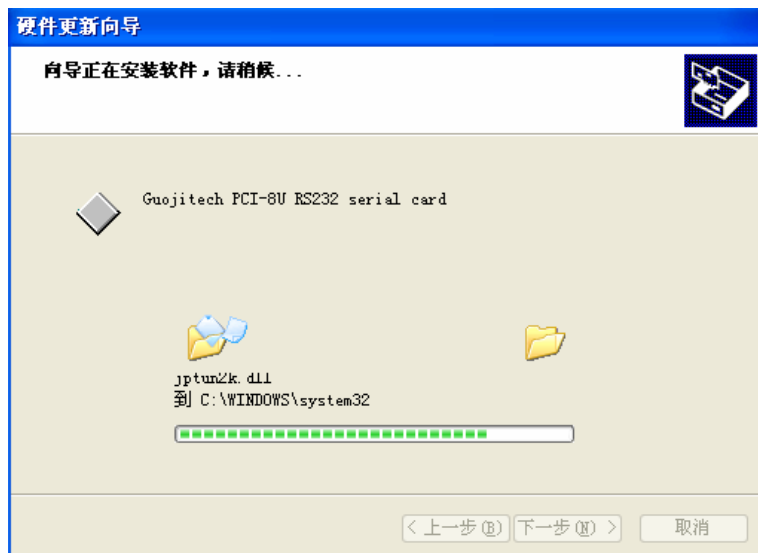 硬件更新向导
向导正在安装软件，请稍候...
Guojitech PCI-8U RS232 serial card
jptun2k.dll
到 C:\WINDOWS\system32
< 上一步(B)
下一步(N) >
取消